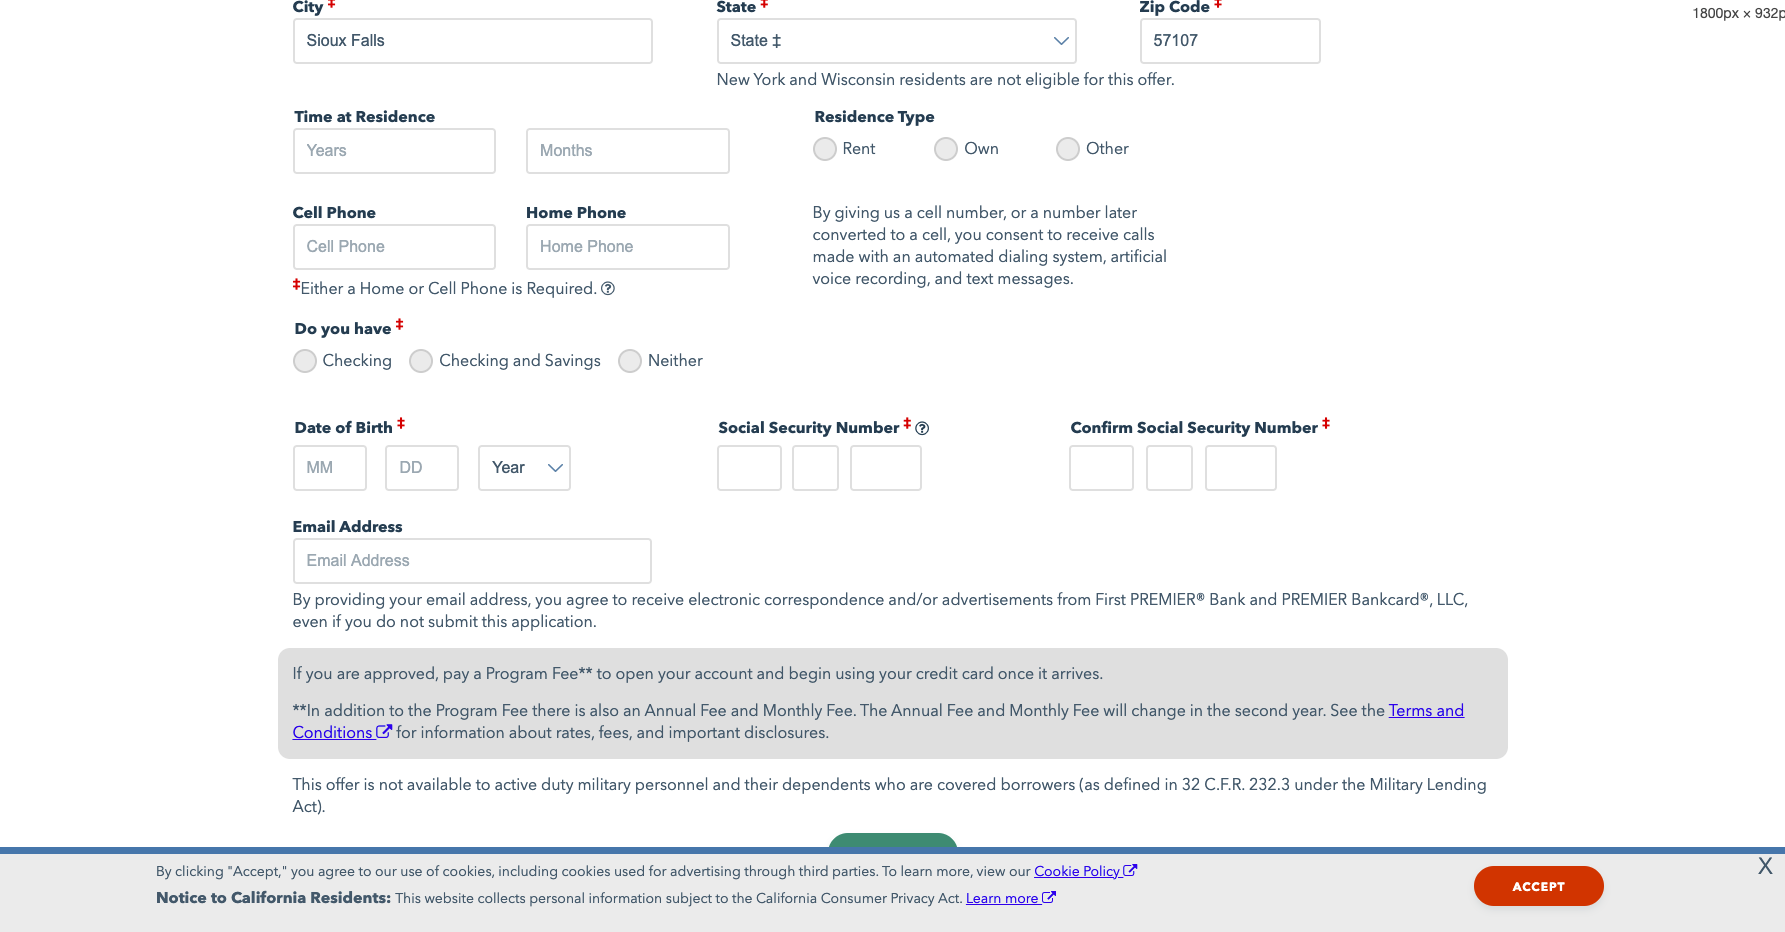 City ‡
State ‡
Zip Code ‡
1800px × 932p
Sioux Falls
State ‡
57107
New York and Wisconsin residents are not eligible for this offer.
Time at Residence
Residence Type
Years
Months
Rent
Own
Other
Cell Phone
Home Phone
Cell Phone
Home Phone
By giving us a cell number, or a number later
converted to a cell, you consent to receive calls
made with an automated dialing system, artificial
voice recording, and text messages.
‡Either a Home or Cell Phone is Required. ?
Do you have ‡
Checking
Checking and Savings
Neither
Date of Birth ‡
Social Security Number ‡ ?
Confirm Social Security Number ‡
MM
DD
Year
Email Address
Email Address
By providing your email address, you agree to receive electronic correspondence and/or advertisements from First PREMIER® Bank and PREMIER Bankcard®, LLC,
even if you do not submit this application.
If you are approved, pay a Program Fee** to open your account and begin using your credit card once it arrives.
**In addition to the Program Fee there is also an Annual Fee and Monthly Fee. The Annual Fee and Monthly Fee will change in the second year. See the Terms and
Conditions for information about rates, fees, and important disclosures.
This offer is not available to active duty military personnel and their dependents who are covered borrowers (as defined in 32 C.F.R. 232.3 under the Military Lending
Act).
By clicking "Accept," you agree to our use of cookies, including cookies used for advertising through third parties. To learn more, view our Cookie Policy
Notice to California Residents: This website collects personal information subject to the California Consumer Privacy Act. Learn more
ACCEPT
X